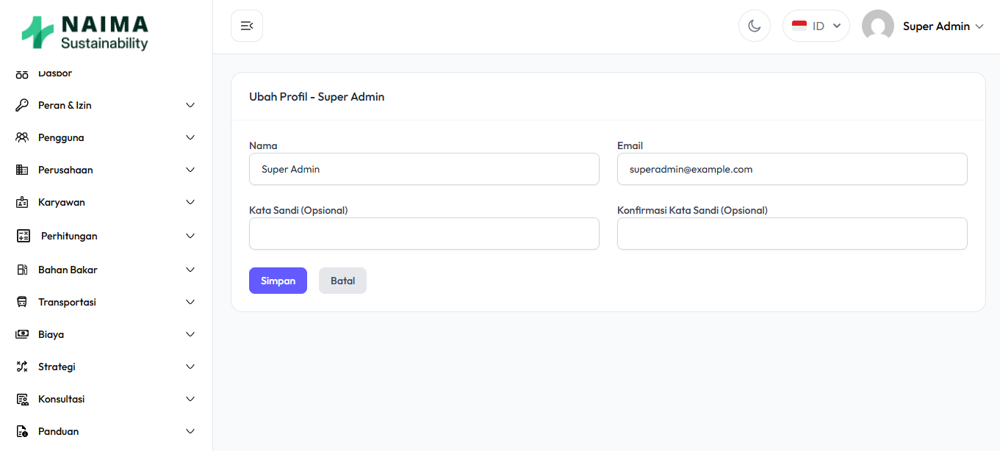 NAIMA
Sustainability
ID
Super Admin
Dasbor
Peran & Izin
Pengguna
Perusahaan
Karyawan
Perhitungan
Bahan Bakar
Transportasi
Biaya
Strategi
Konsultasi
Panduan
Ubah Profil - Super Admin
Nama
Super Admin
Email
superadmin@example.com
Kata Sandi (Opsional)
Konfirmasi Kata Sandi (Opsional)
Simpan
Batal